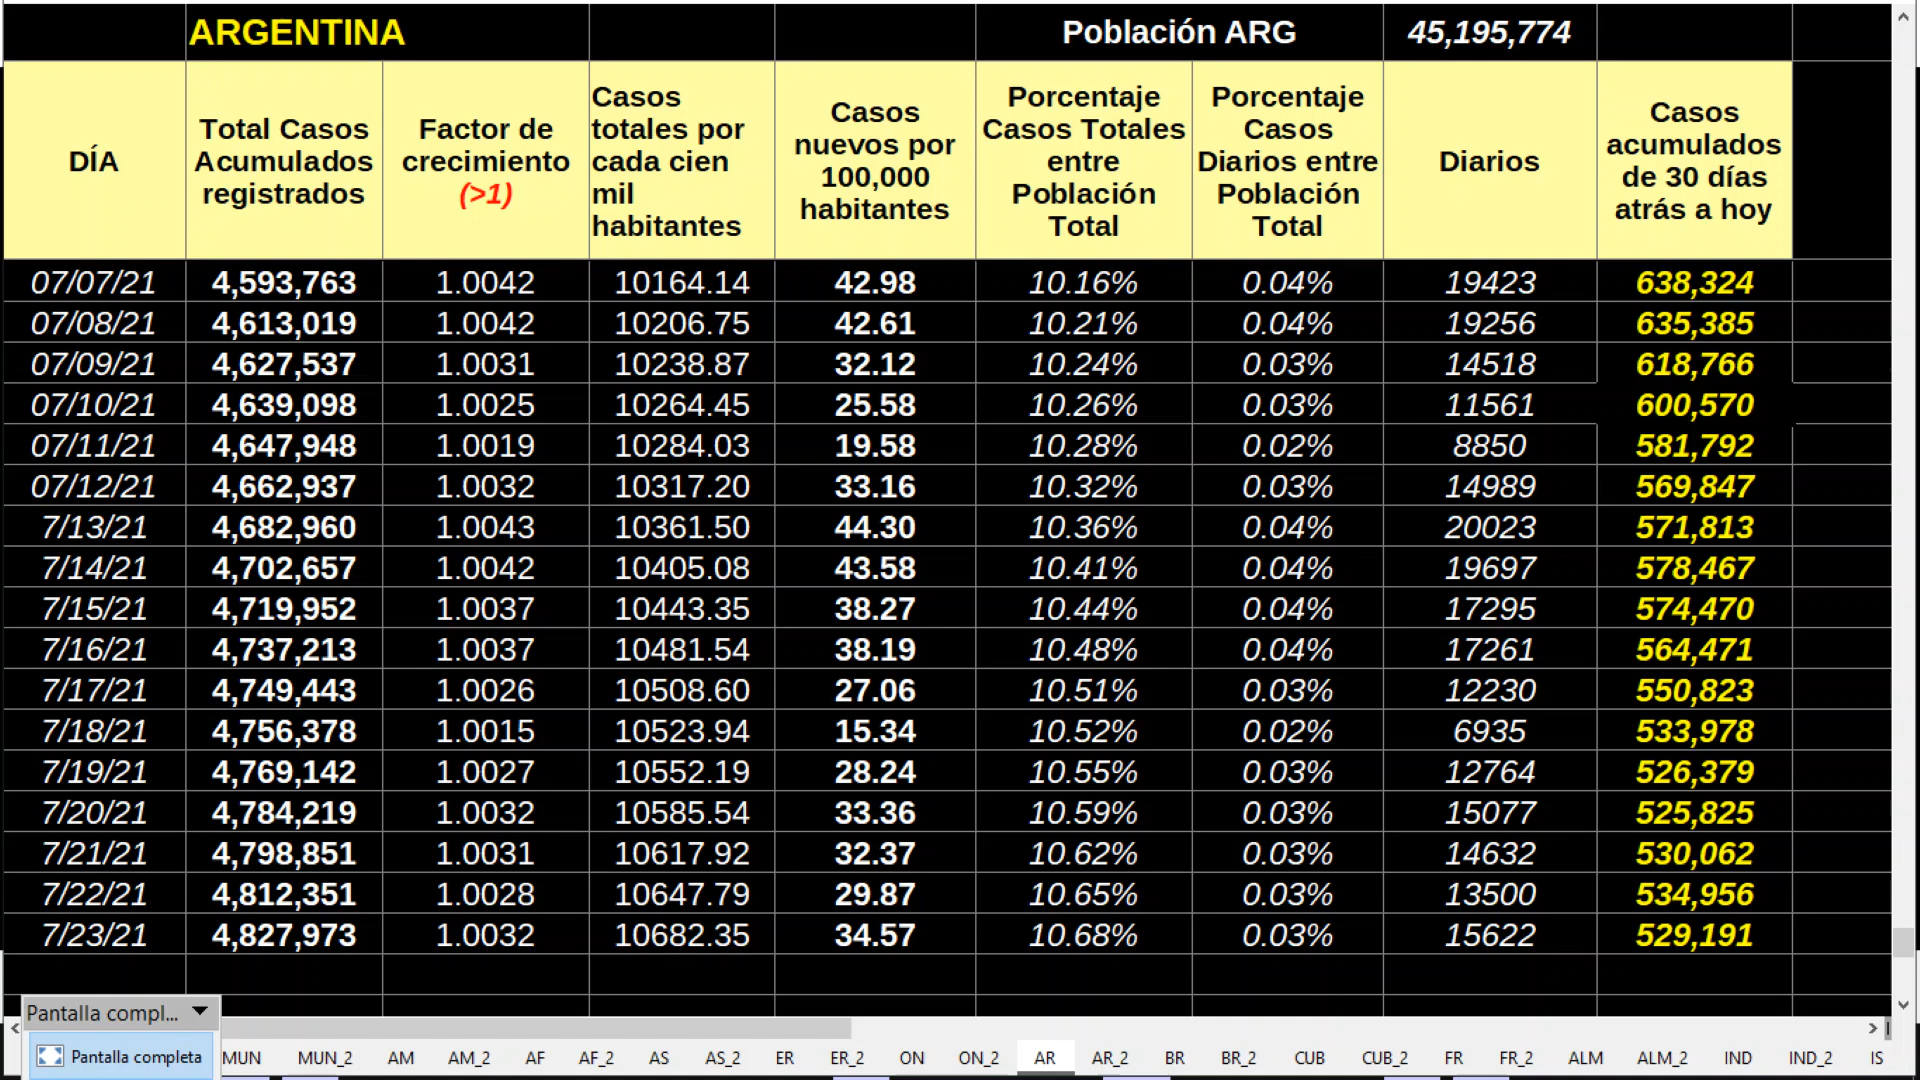 ARGENTINA Población ARG 45,195,774
DÍA
Total Casos
Acumulados
registrados
Factor de
crecimiento
(>1)
Casos
totales por
cada cien
mil
habitantes
Casos
nuevos por
100,000
habitantes
Porcentaje
Casos Totales
entre
Población
Total
Porcentaje
Casos
Diarios entre
Población
Total
Diarios
Casos
acumulados
de 30 días
atrás a hoy
07/07/21 4,593,763 1.0042 10164.14 42.98 10.16% 0.04% 19423 638,324
07/08/21 4,613,019 1.0042 10206.75 42.61 10.21% 0.04% 19256 635,385
07/09/21 4,627,537 1.0031 10238.87 32.12 10.24% 0.03% 14518 618,766
07/10/21 4,639,098 1.0025 10264.45 25.58 10.26% 0.03% 11561 600,570
07/11/21 4,647,948 1.0019 10284.03 19.58 10.28% 0.02% 8850 581,792
07/12/21 4,662,937 1.0032 10317.20 33.16 10.32% 0.03% 14989 569,847
7/13/21 4,682,960 1.0043 10361.50 44.30 10.36% 0.04% 20023 571,813
7/14/21 4,702,657 1.0042 10405.08 43.58 10.41% 0.04% 19697 578,467
7/15/21 4,719,952 1.0037 10443.35 38.27 10.44% 0.04% 17295 574,470
7/16/21 4,737,213 1.0037 10481.54 38.19 10.48% 0.04% 17261 564,471
7/17/21 4,749,443 1.0026 10508.60 27.06 10.51% 0.03% 12230 550,823
7/18/21 4,756,378 1.0015 10523.94 15.34 10.52% 0.02% 6935 533,978
7/19/21 4,769,142 1.0027 10552.19 28.24 10.55% 0.03% 12764 526,379
7/20/21 4,784,219 1.0032 10585.54 33.36 10.59% 0.03% 15077 525,825
7/21/21 4,798,851 1.0031 10617.92 32.37 10.62% 0.03% 14632 530,062
7/22/21 4,812,351 1.0028 10647.79 29.87 10.65% 0.03% 13500 534,956
7/23/21 4,827,973 1.0032 10682.35 34.57 10.68% 0.03% 15622 529,191
Pantalla compl...
Pantalla completa MUN MUN_2 AM AM_2 AF AF_2 AS AS_2 ER ER_2 ON ON_2 AR AR_2 BR BR_2 CUB CUB_2 FR FR_2 ALM ALM_2 IND IND_2 IS